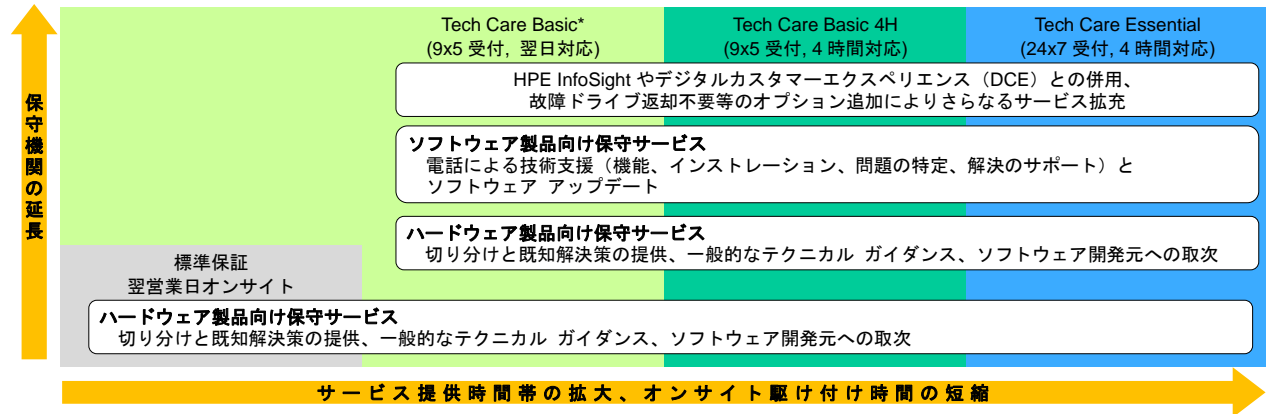 Tech Care Basic*
(9x5 受付, 翌日対応)
Tech Care Basic 4H
(9x5 受付, 4 時間対応)
Tech Care Essential
(24x7 受付, 4 時間対応)
HPE InfoSight やデジタルカスタマーエクスペリエンス（DCE）との併用、
故障ドライブ返却不要等のオプション追加によりさらなるサービス拡充
保守機関の延長
ソフトウェア製品向け保守サービス
電話による技術支援（機能、インストレーション、問題の特定、解決のサポート）と
ソフトウェア アップデート
ハードウェア製品向け保守サービス
切り分けと既知解決策の提供、一般的なテクニカル ガイダンス、ソフトウェア開発元への取次
標準保証
翌営業日オンサイト
ハードウェア製品向け保守サービス
切り分けと既知解決策の提供、一般的なテクニカル ガイダンス、ソフトウェア開発元への取次
サービス提供時間帯の拡大、オンサイト駆け付け時間の短縮